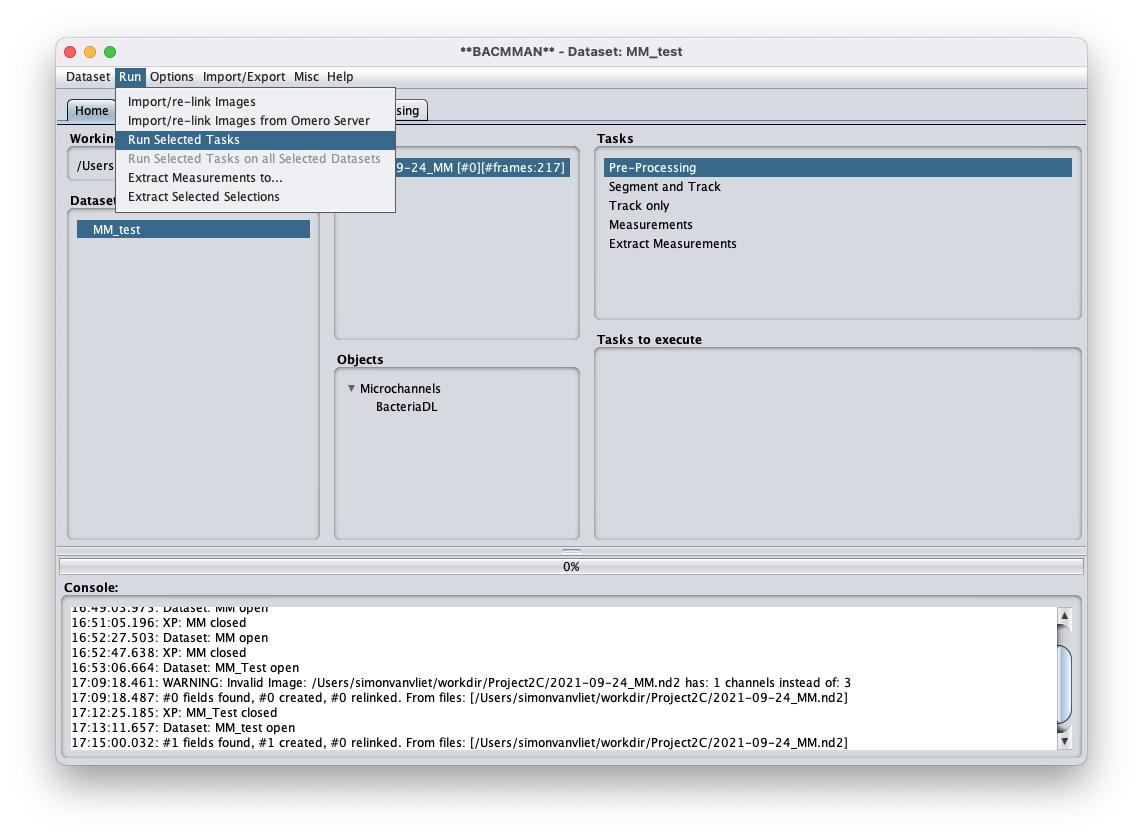 **BACMMAN** - Dataset: MM_test
Dataset Run Options Import/Export Misc Help
Home
Import/re-link Images
Import/re-link Images from Omero Server
Run Selected Tasks
Run Selected Tasks on all Selected Datasets
Extract Measurements to...
Extract Selected Selections
sing
Workin
/Users
Dataset
MM_test
9-24_MM [#0][#frames:217]
Objects
Microchannels
BacteriaDL
Tasks
Pre-Processing
Segment and Track
Track only
Measurements
Extract Measurements
Tasks to execute
0%
Console:
16:49:03.973: Dataset: MM open
16:51:05.196: XP: MM closed
16:52:27.503: Dataset: MM open
16:52:47.638: XP: MM closed
16:53:06.664: Dataset: MM_Test open
17:09:18.461: WARNING: Invalid Image: /Users/simonvanvliet/workdir/Project2C/2021-09-24_MM.nd2 has: 1 channels instead of: 3
17:09:18.487: #0 fields found, #0 created, #0 relinked. From files: [/Users/simonvanvliet/workdir/Project2C/2021-09-24_MM.nd2]
17:12:25.185: XP: MM_Test closed
17:13:11.657: Dataset: MM_test open
17:15:00.032: #1 fields found, #1 created, #0 relinked. From files: [/Users/simonvanvliet/workdir/Project2C/2021-09-24_MM.nd2]